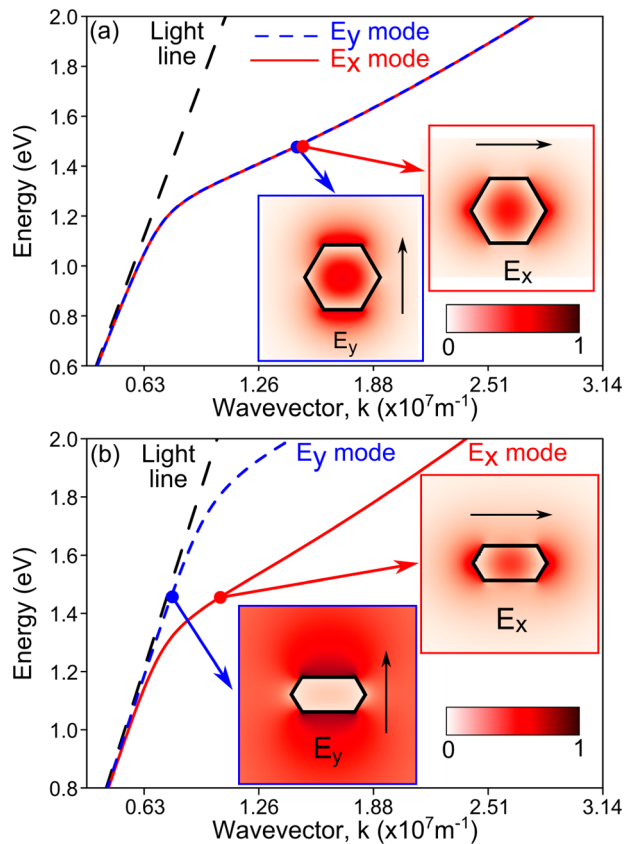 (a)
Light
line
Ey mode
Ex mode
2.0
1.8
1.6
1.4
1.2
1.0
0.8
0.6
Energy (eV)
Ex
Ey
0 1
0.63 1.26 1.88 2.51 3.14
Wavevector, k (x10⁷m⁻¹)
(b)
Light
line
Ey mode
Ex mode
2.0
1.8
1.6
1.4
1.2
1.0
0.8
Energy (eV)
Ex
Ey
0 1
0.63 1.26 1.88 2.51 3.14
Wavevector, k (x10⁷m⁻¹)